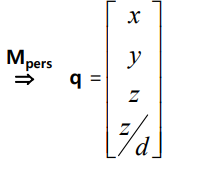 x
M_pers
y
⇒ q =
z
z/d